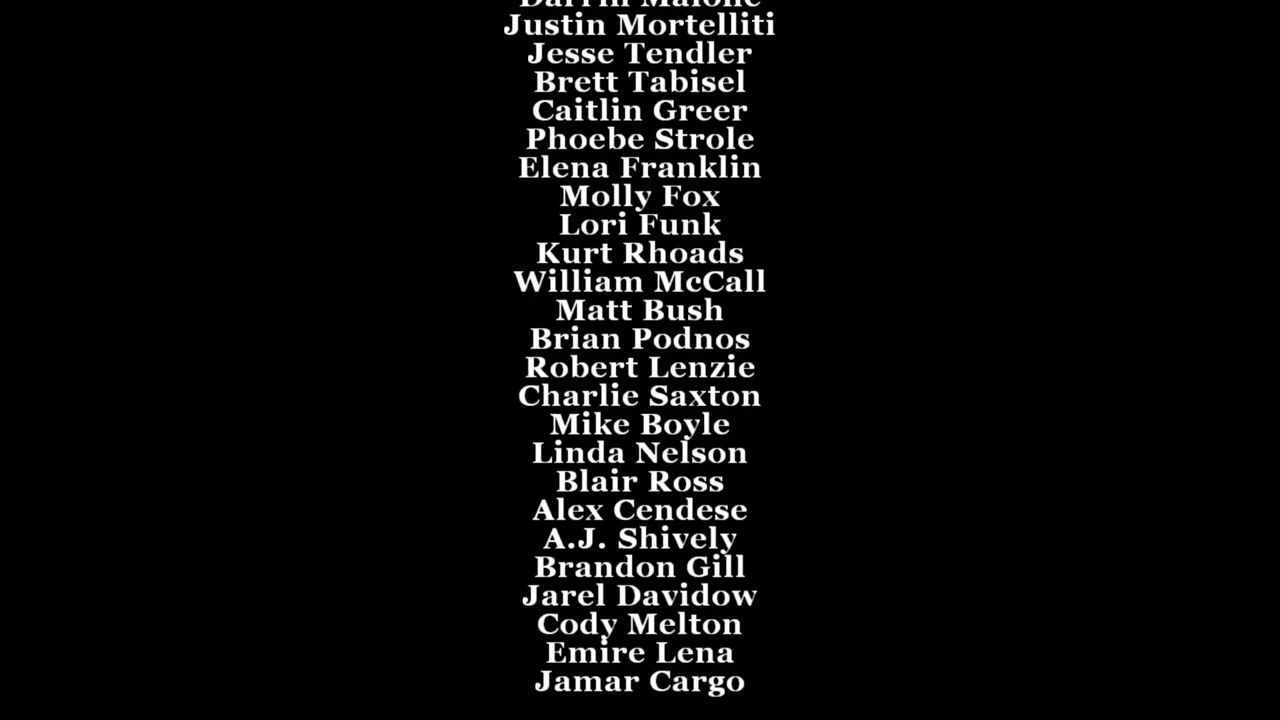 Darrin Malone
Justin Mortelliti
Jesse Tendler
Brett Tabisel
Caitlin Greer
Phoebe Strole
Elena Franklin
Molly Fox
Lori Funk
Kurt Rhoads
William McCall
Matt Bush
Brian Podnos
Robert Lenzie
Charlie Saxton
Mike Boyle
Linda Nelson
Blair Ross
Alex Cendese
A.J. Shively
Brandon Gill
Jarel Davidow
Cody Melton
Emire Lena
Jamar Cargo